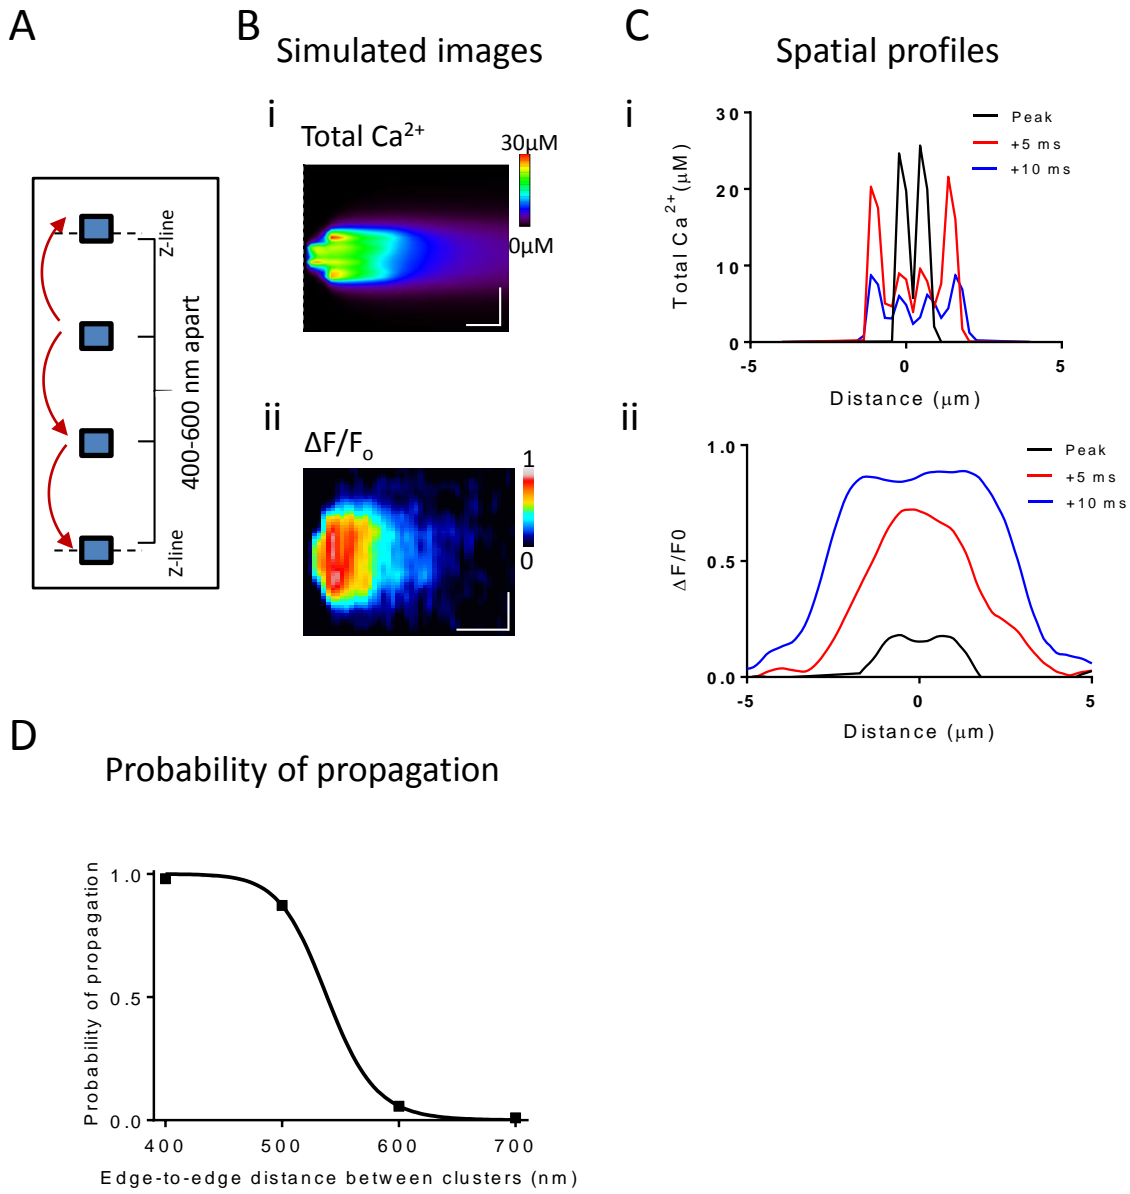 A
Z-line
400-600 nm apart
Z-line
B
Simulated images
i
Total Ca²⁺
30µM
0µM
ii
ΔF/Fₒ
1
0
C
Spatial profiles
i
Total Ca²⁺(µM)
30
20
10
0
-5
0
5
Distance (µm)
Peak
+5 ms
+10 ms
ii
ΔF/F0
1.0
0.5
0.0
-5
0
5
Distance (µm)
Peak
+5 ms
+10 ms
D
Probability of propagation
Probability of propagation
1.0
0.5
0.0
400
500
600
700
Edge-to-edge distance between clusters (nm)